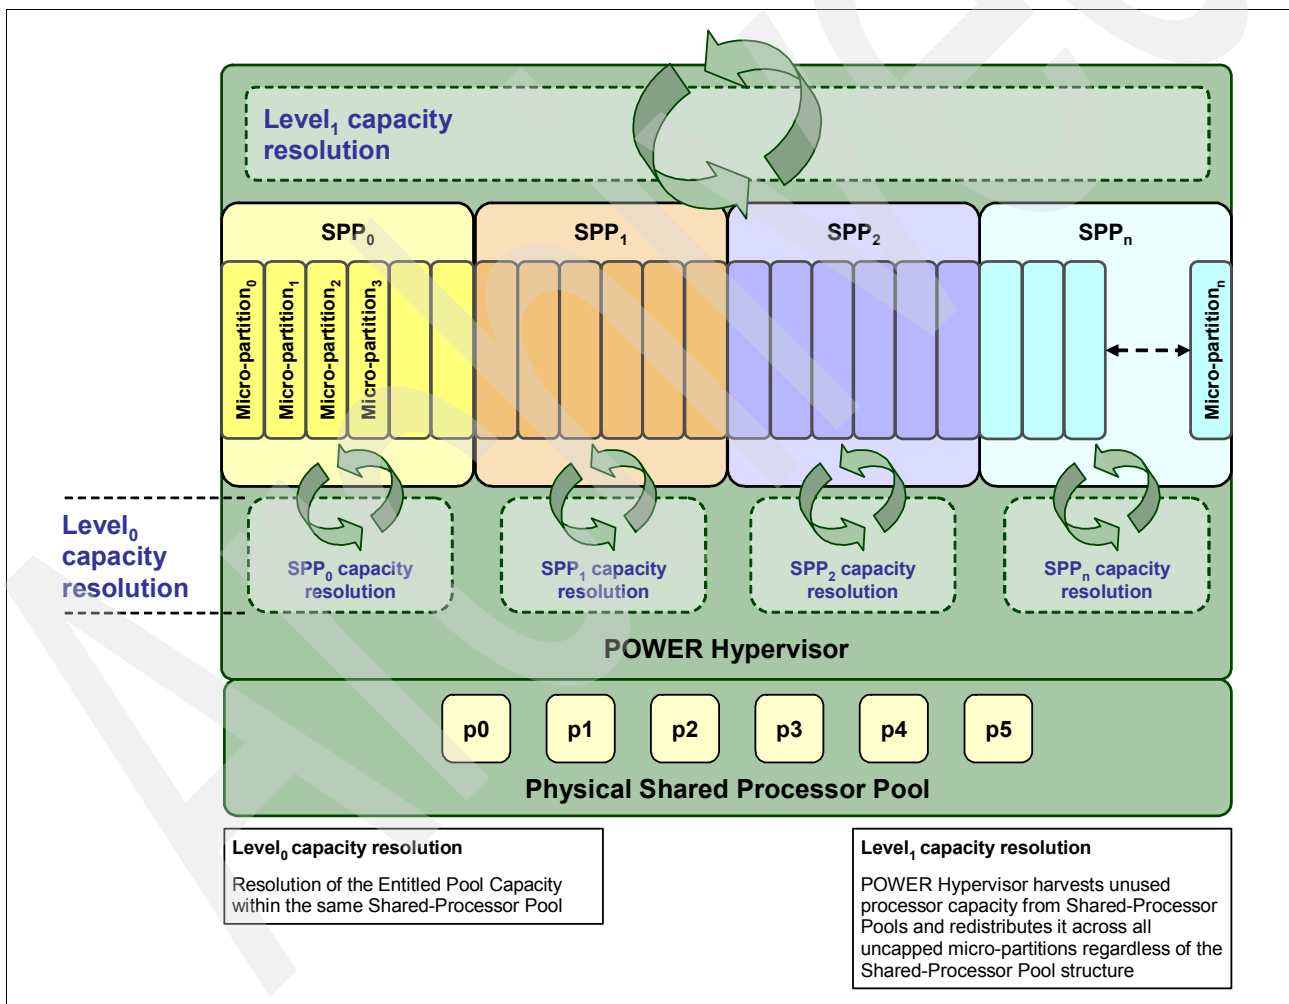 Level₁ capacity
resolution
SPP₀
SPP₁
SPP₂
SPPₙ
Micro-partition₀
Micro-partition₁
Micro-partition₂
Micro-partition₃
Micro-partitionₙ
Level₀
capacity
resolution
SPP₀ capacity
resolution
SPP₁ capacity
resolution
SPP₂ capacity
resolution
SPPₙ capacity
resolution
POWER Hypervisor
p0
p1
p2
p3
p4
p5
Physical Shared Processor Pool
Level₀ capacity resolution
Resolution of the Entitled Pool Capacity
within the same Shared-Processor Pool
Level₁ capacity resolution
POWER Hypervisor harvests unused
processor capacity from Shared-Processor
Pools and redistributes it across all
uncapped micro-partitions regardless of the
Shared-Processor Pool structure